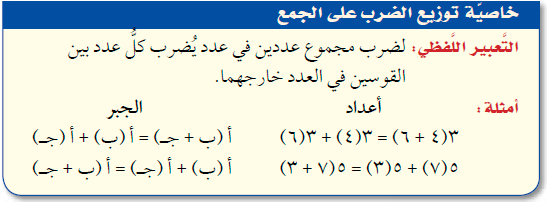 خاصيّة توزيع الضرب على الجمع
التَّعبير اللَّفظي: لضرب مجموع عددين في عدد يُضرب كلُّ عدد بين
القوسين في العدد خارجهما.
أمثلة: أعداد الجبر
٣(٤ + ٦) = ٣(٤) + ٣(٦) أ (ب + جـ) = أ (ب) + أ (جـ)
٥(٧) + ٥(٣) = ٥(٧ + ٣) أ (ب) + أ (جـ) = أ (ب + جـ)